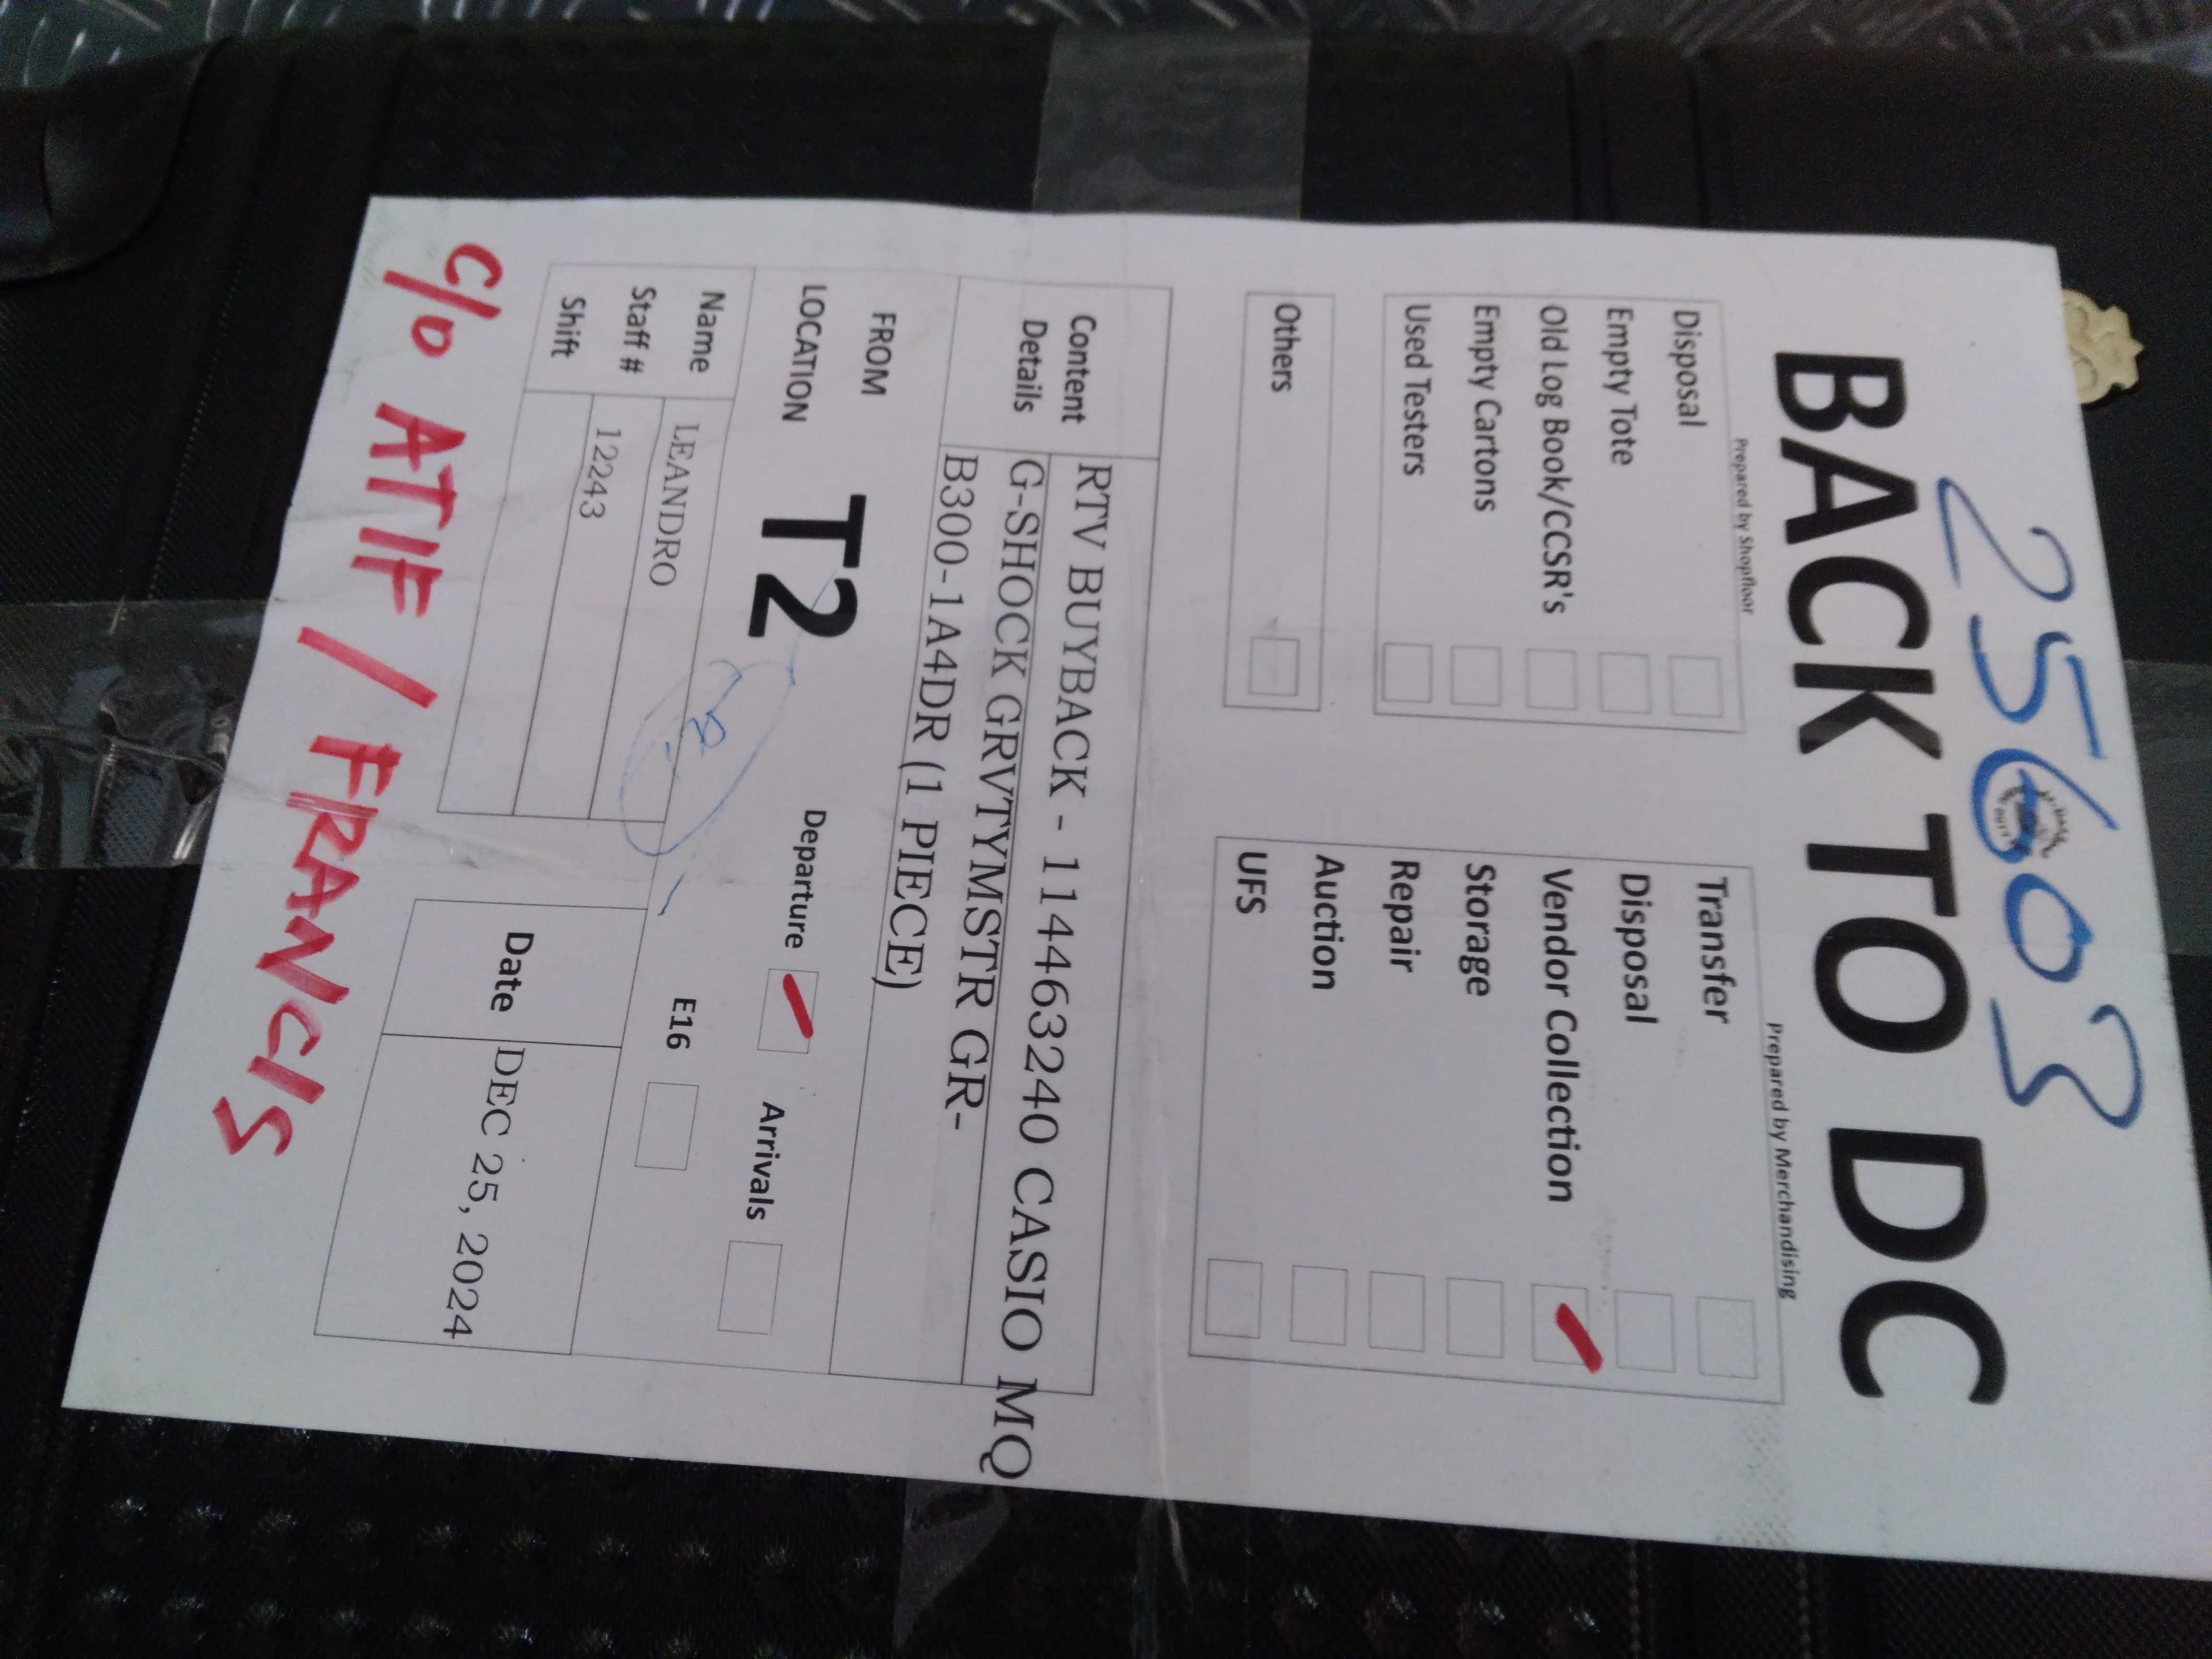 25603
BACK TO DC
Prepared by Shopfloor
Disposal
Empty Tote
Old Log Book/CCSR's
Empty Cartons
Used Testers
Others
Prepared by Merchandising
Transfer
Disposal
Vendor Collection
Storage
Repair
Auction
UFS
Content Details
RTV BUYBACK - 114463240 CASIO MQ
G-SHOCK GRVTYMSTR GR-
B300-1A4DR (1 PIECE)
FROM
LOCATION T2
Departure
Arrivals
E16
Name LEANDRO
Staff # 12243
Shift
Date DEC 25, 2024
C/O ATIF / FRANCIS